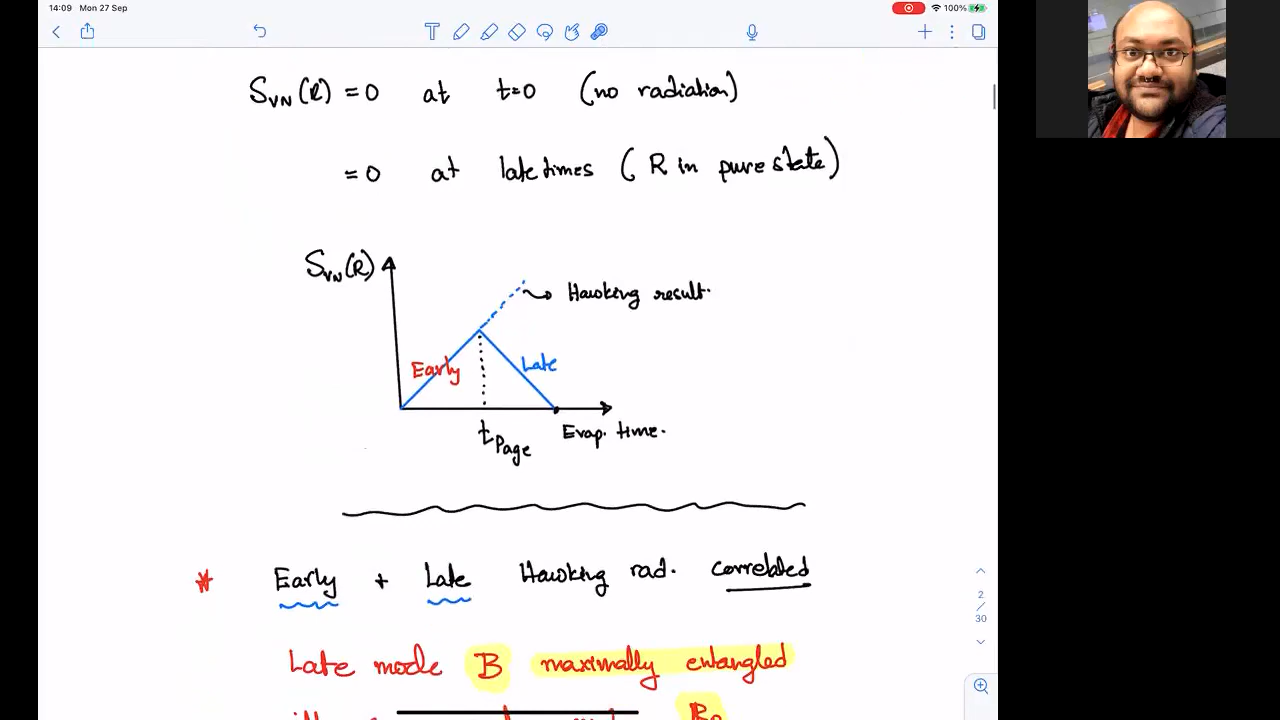 14:09 Mon 27 Sep
100%
S_VN(R) = 0 at t=0 (no radiation)
= 0 at late times (R in pure state)
S_VN(R)
Hawking result.
Early
Late
t_Page
Evap. time.
* Early + Late Hawking rad. correlated
2
/
30
Late mode B maximally entangled